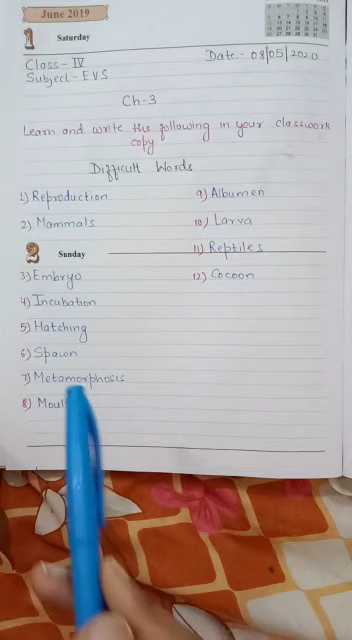 June 2019
1 Saturday
Class - IV
Date - 08/05/2020
Subject - EVS
Ch-3
Learn and write the following in your classwork
copy
Difficult Words
1) Reproduction
9) Albumen
2) Mammals
10) Larva
2 Sunday
11) Reptiles
3) Embryo
12) Cocoon
4) Incubation
5) Hatching
6) Spawn
7) Metamorphosis
8)